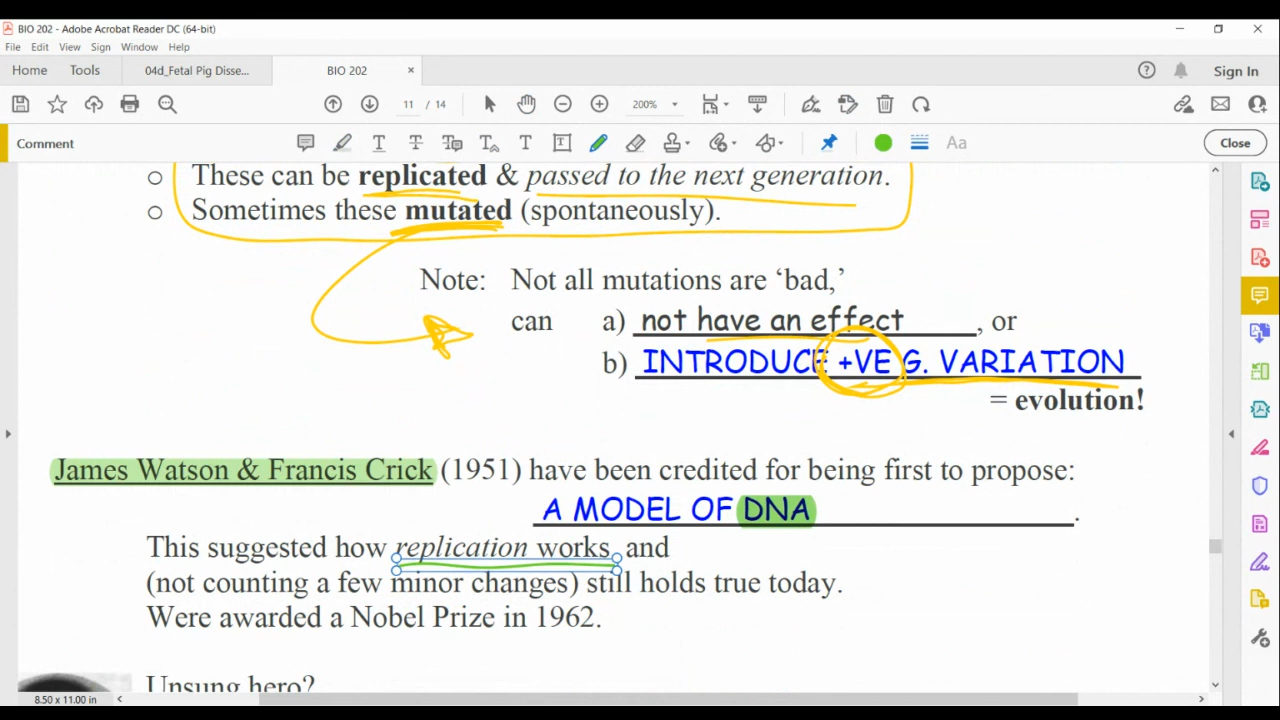 BIO 202 - Adobe Acrobat Reader DC (64-bit)
File Edit View Sign Window Help
Home Tools 04d_Fetal Pig Disse... BIO 202 × Sign In
11 / 14 200%
Comment Aa Close
These can be replicated & passed to the next generation.
Sometimes these mutated (spontaneously).
Note: Not all mutations are ‘bad,’
can a) not have an effect, or
b) INTRODUCE +VE G. VARIATION
= evolution!
James Watson & Francis Crick (1951) have been credited for being first to propose:
A MODEL OF DNA.
This suggested how replication works, and
(not counting a few minor changes) still holds true today.
Were awarded a Nobel Prize in 1962.
Unsung hero?
8.50 x 11.00 in